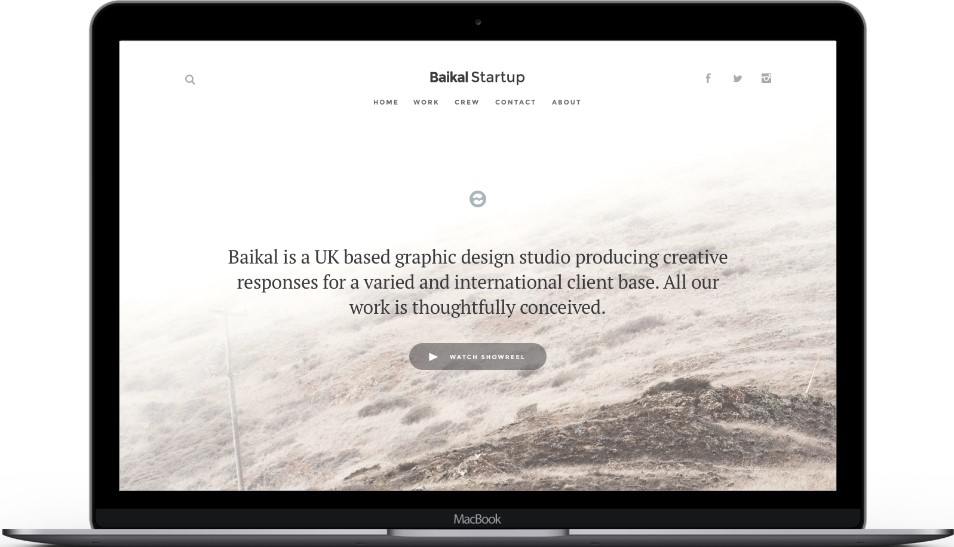 Baikal Startup
HOME WORK CREW CONTACT ABOUT
Baikal is a UK based graphic design studio producing creative
responses for a varied and international client base. All our
work is thoughtfully conceived.
WATCH SHOWREEL
MacBook